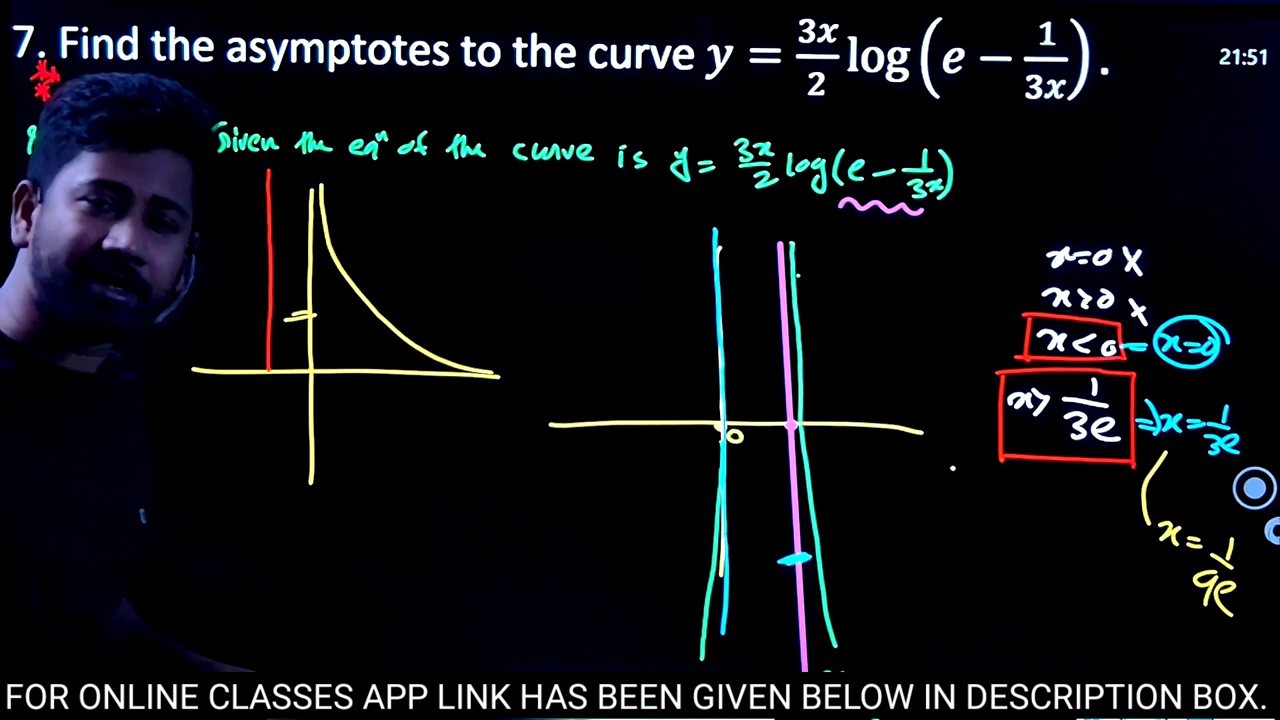 7. Find the asymptotes to the curve y = 3x/2 log(e − 1/3x).
21:51
Given the eqⁿ of the curve is y = 3x/2 log(e − 1/3x)
x=0 ×
x>0 ×
x<0 = x=0
x> 1/3e ⇒ x = 1/3e
x = 1/9e
0
FOR ONLINE CLASSES APP LINK HAS BEEN GIVEN BELOW IN DESCRIPTION BOX.